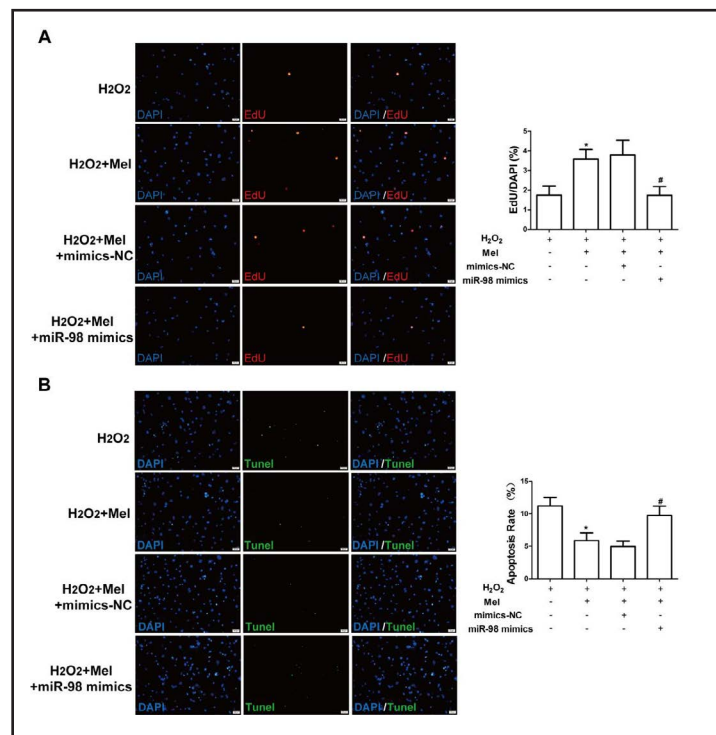 A
H2O2
DAPI
EdU
DAPI /EdU
H2O2+Mel
DAPI
EdU
DAPI /EdU
H2O2+Mel
+mimics-NC
DAPI
EdU
DAPI /EdU
H2O2+Mel
+miR-98 mimics
DAPI
EdU
DAPI /EdU
EdU/DAPI (%)
5
4
3
2
1
0
*
#
H2O2 + + + +
Mel - + + +
mimics-NC - - + -
miR-98 mimics - - - +
B
H2O2
DAPI
Tunel
DAPI /Tunel
H2O2+Mel
DAPI
Tunel
DAPI /Tunel
H2O2+Mel
+mimics-NC
DAPI
Tunel
DAPI /Tunel
H2O2+Mel
+miR-98 mimics
DAPI
Tunel
DAPI /Tunel
Apoptosis Rate (%)
15
10
5
0
*
#
H2O2 + + + +
Mel - + + +
mimics-NC - - + -
miR-98 mimics - - - +